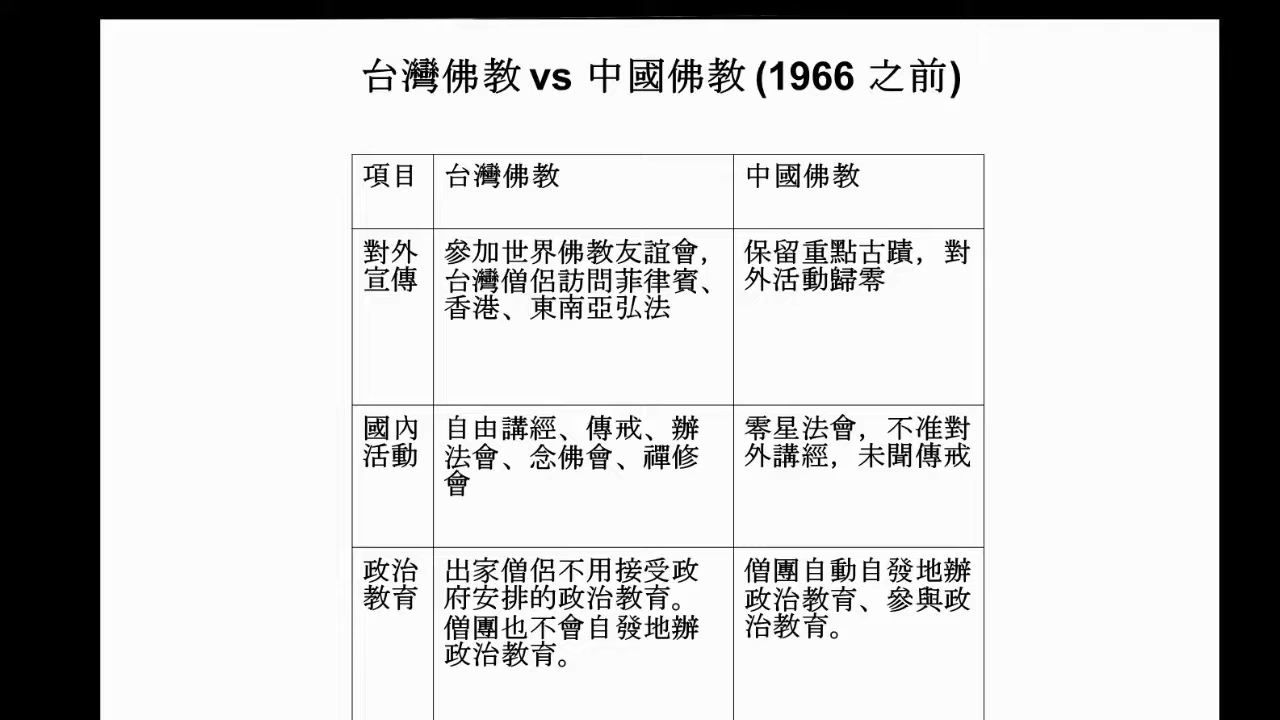 台灣佛教 vs 中國佛教 (1966 之前)
項目
台灣佛教
中國佛教
對外
宣傳
參加世界佛教友誼會，
台灣僧侶訪問菲律賓、
香港、東南亞弘法
保留重點古蹟，對
外活動歸零
國內
活動
自由講經、傳戒、辦
法會、念佛會、禪修
會
零星法會，不准對
外講經，未聞傳戒
政治
教育
出家僧侶不用接受政
府安排的政治教育。
僧團也不會自發地辦
政治教育。
僧團自動自發地辦
政治教育、參與政
治教育。